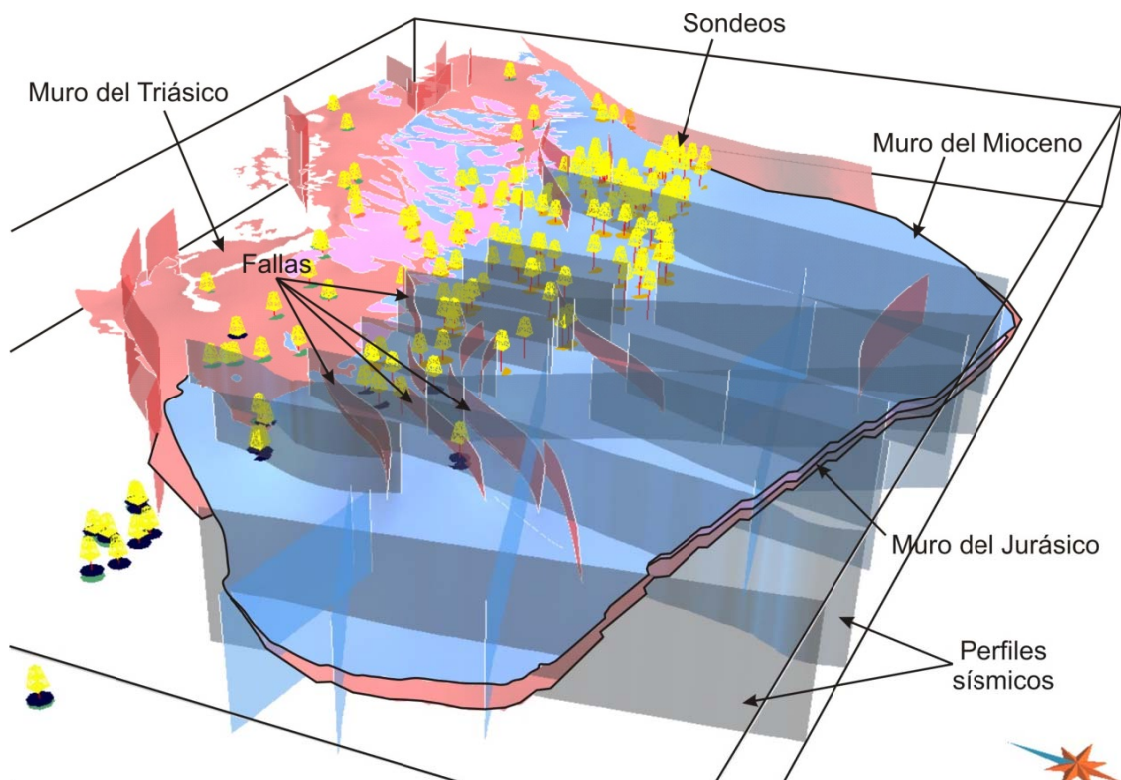 Sondeos
Muro del Triásico
Muro del Mioceno
Fallas
Muro del Jurásico
Perfiles
sísmicos